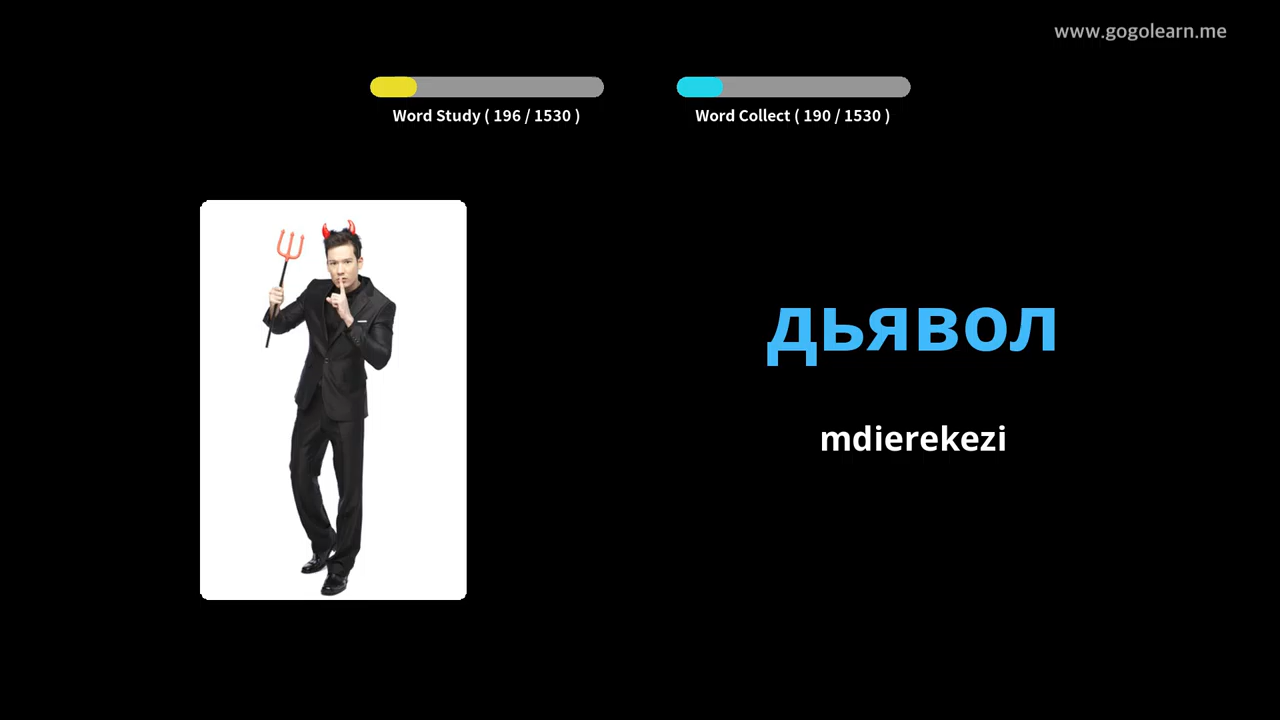 www.gogolearn.me
Word Study ( 196 / 1530 )
Word Collect ( 190 / 1530 )
дьявол
mdierekezi